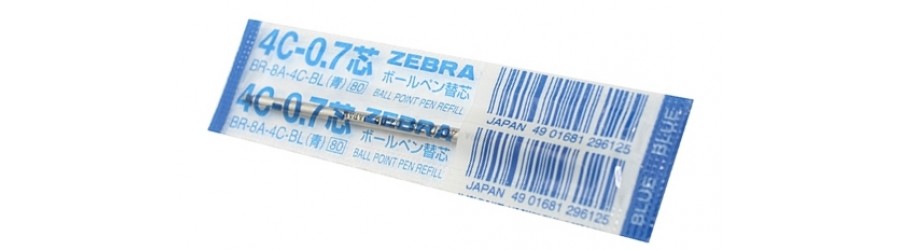 4C-0.7芯 ZEBRA
BR-8A-4C-BL(青) 80 ボールペン替芯
BALL POINT PEN REFILL
JAPAN 49 01681 296125
4C-0.7芯 ZEBRA
BR-8A-4C-BL(青) 80 ボールペン替芯
BALL POINT PEN REFILL
JAPAN 49 01681 296125
BLUE BLUE